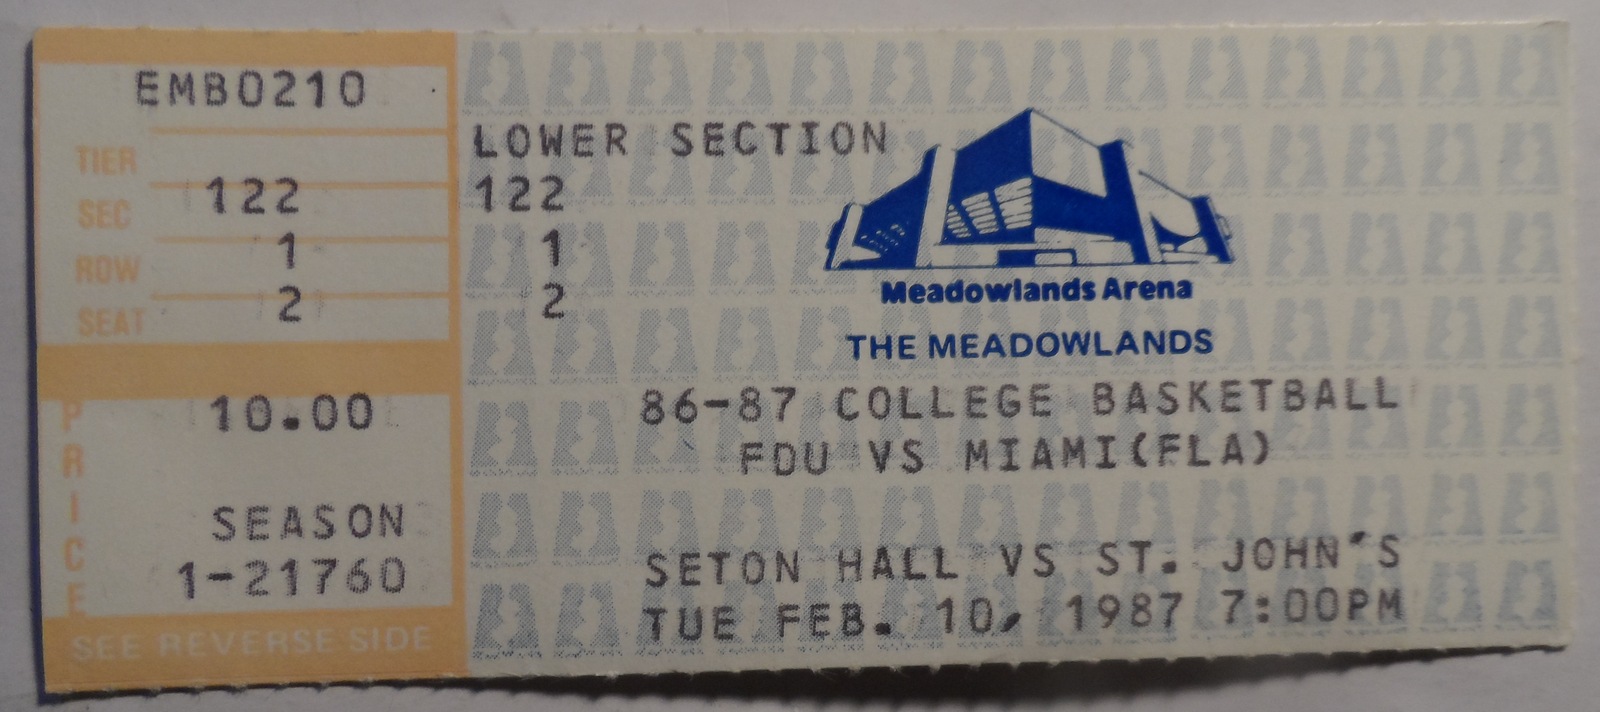 EMB0210
TIER
SEC 122
ROW 1
SEAT 2
PRICE
10.00
SEASON
1-21760
SEE REVERSE SIDE
LOWER SECTION
122
1
2
Meadowlands Arena
THE MEADOWLANDS
86-87 COLLEGE BASKETBALL
FDU VS MIAMI(FLA)
SETON HALL VS ST. JOHN'S
TUE FEB. 10, 1987 7:00PM